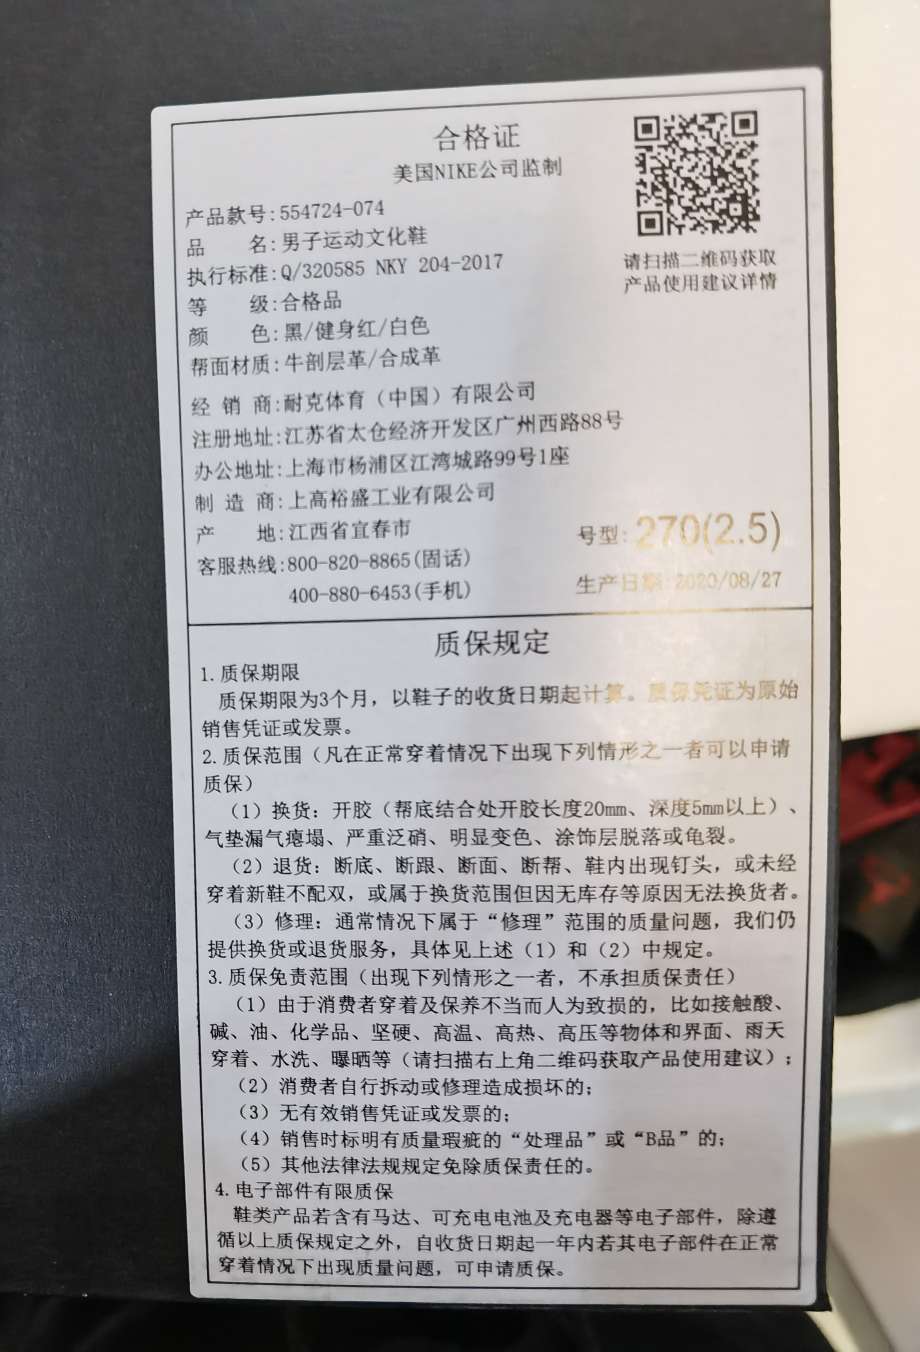 合格证
美国NIKE公司监制
请扫描二维码获取
产品使用建议详情
产品款号:554724-074
品 名:男子运动文化鞋
执行标准:Q/320585 NKY 204-2017
等 级:合格品
颜 色:黑/健身红/白色
帮面材质:牛剖层革/合成革
经 销 商:耐克体育（中国）有限公司
注册地址:江苏省太仓经济开发区广州西路88号
办公地址:上海市杨浦区江湾城路99号1座
制 造 商:上高裕盛工业有限公司
产 地:江西省宜春市
客服热线:800-820-8865(固话)
400-880-6453(手机)
号型:270(2.5)
生产日期:2020/08/27
质保规定
1.质保期限
质保期限为3个月，以鞋子的收货日期起计算。质保凭证为原始
销售凭证或发票。
2.质保范围（凡在正常穿着情况下出现下列情形之一者可以申请
质保）
（1）换货：开胶（帮底结合处开胶长度20mm、深度5mm以上）、
气垫漏气瘪塌、严重泛硝、明显变色、涂饰层脱落或龟裂。
（2）退货：断底、断跟、断面、断帮、鞋内出现钉头，或未经
穿着新鞋不配双，或属于换货范围但因无库存等原因无法换货者。
（3）修理：通常情况下属于“修理”范围的质量问题，我们仍
提供换货或退货服务，具体见上述（1）和（2）中规定。
3.质保免责范围（出现下列情形之一者，不承担质保责任）
（1）由于消费者穿着及保养不当而人为致损的，比如接触酸、
碱、油、化学品、坚硬、高温、高热、高压等物体和界面、雨天
穿着、水洗、曝晒等（请扫描右上角二维码获取产品使用建议）；
（2）消费者自行拆动或修理造成损坏的；
（3）无有效销售凭证或发票的；
（4）销售时标明有质量瑕疵的“处理品”或“B品”的；
（5）其他法律法规规定免除质保责任的。
4.电子部件有限质保
鞋类产品若含有马达、可充电电池及充电器等电子部件，除遵
循以上质保规定之外，自收货日期起一年内若其电子部件在正常
穿着情况下出现质量问题，可申请质保。